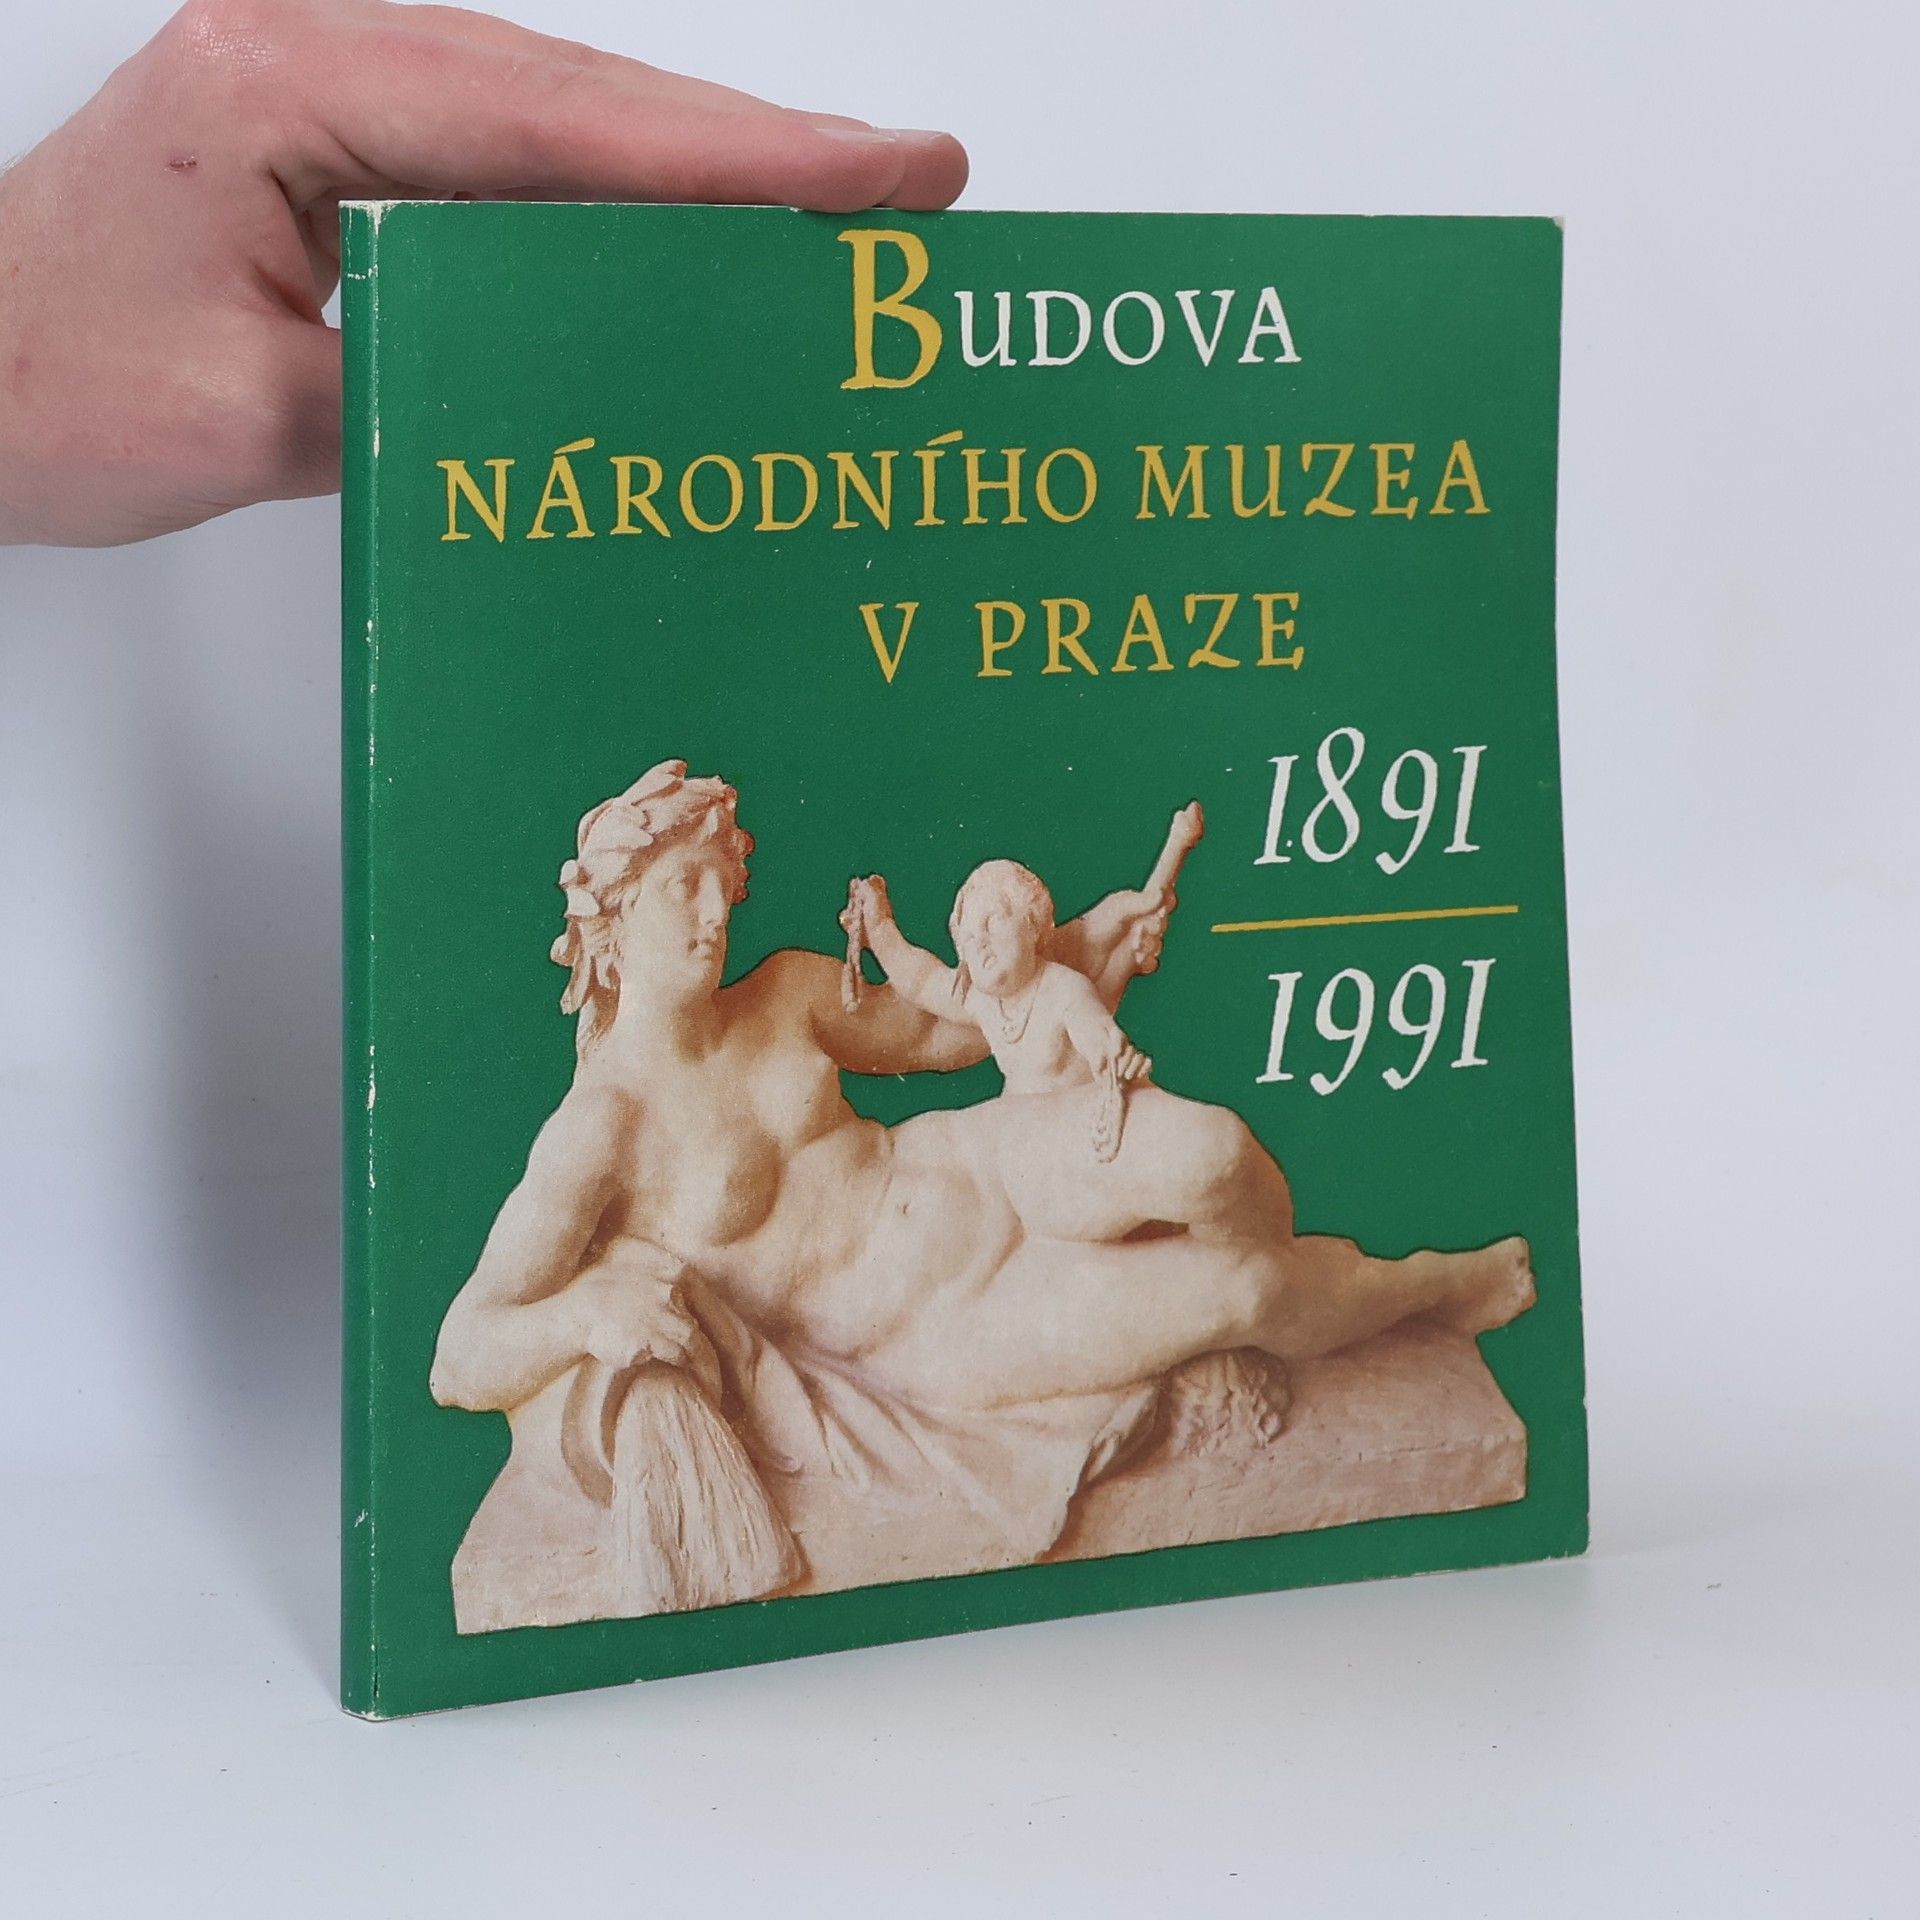 BUDOVA
NÁRODNÍHO MUZEA
V PRAZE
1891
1991